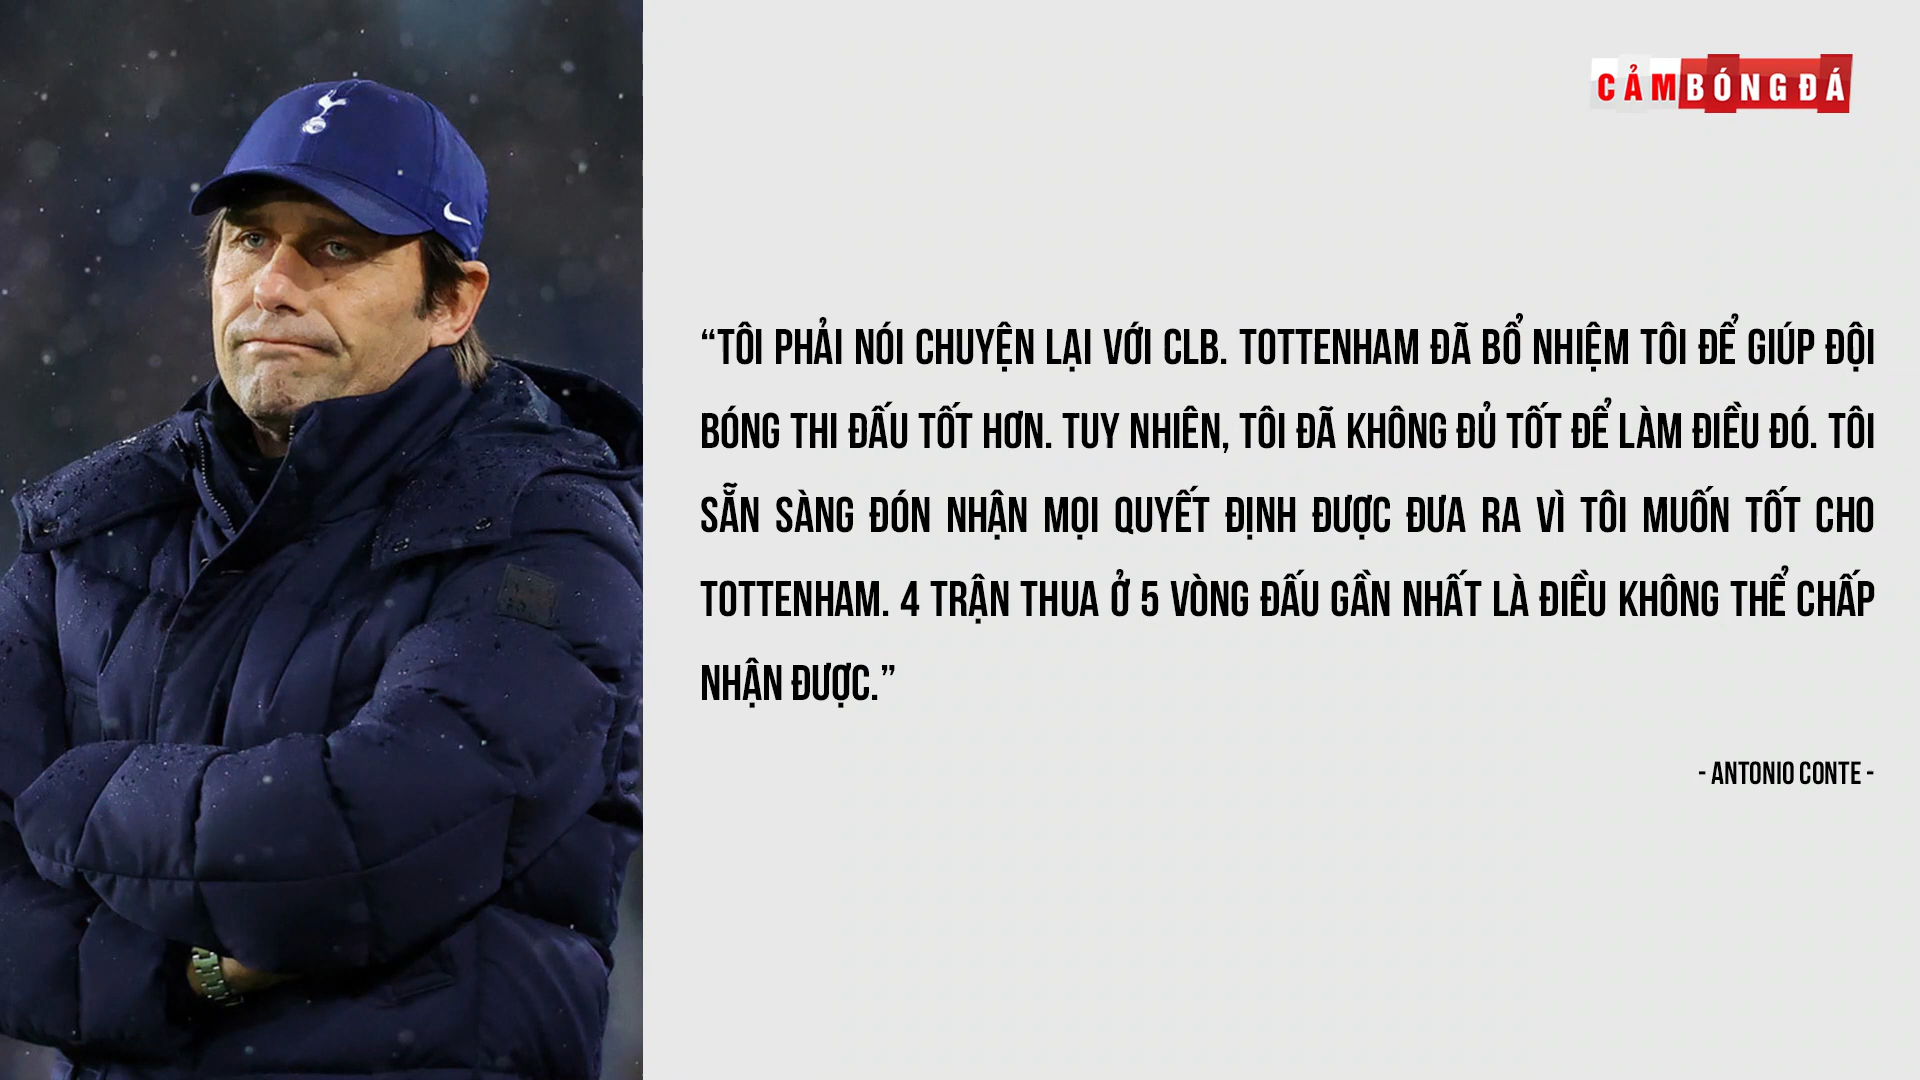 CẢMBÓNGĐÁ
“TÔI PHẢI NÓI CHUYỆN LẠI VỚI CLB. TOTTENHAM ĐÃ BỔ NHIỆM TÔI ĐỂ GIÚP ĐỘI
BÓNG THI ĐẤU TỐT HƠN. TUY NHIÊN, TÔI ĐÃ KHÔNG ĐỦ TỐT ĐỂ LÀM ĐIỀU ĐÓ. TÔI
SẴN SÀNG ĐÓN NHẬN MỌI QUYẾT ĐỊNH ĐƯỢC ĐƯA RA VÌ TÔI MUỐN TỐT CHO
TOTTENHAM. 4 TRẬN THUA Ở 5 VÒNG ĐẤU GẦN NHẤT LÀ ĐIỀU KHÔNG THỂ CHẤP
NHẬN ĐƯỢC.”
- ANTONIO CONTE -